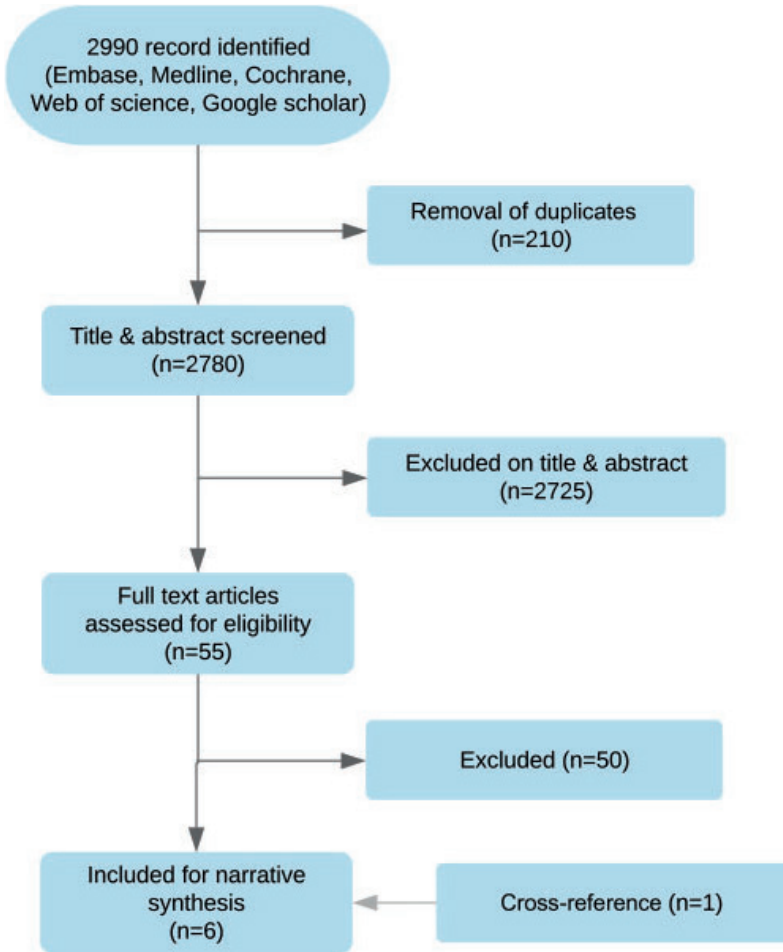 2990 record identified
(Embase, Medline, Cochrane,
Web of science, Google scholar)
Removal of duplicates
(n=210)
Title & abstract screened
(n=2780)
Excluded on title & abstract
(n=2725)
Full text articles
assessed for eligibility
(n=55)
Excluded (n=50)
Included for narrative
synthesis
(n=6)
Cross-reference (n=1)